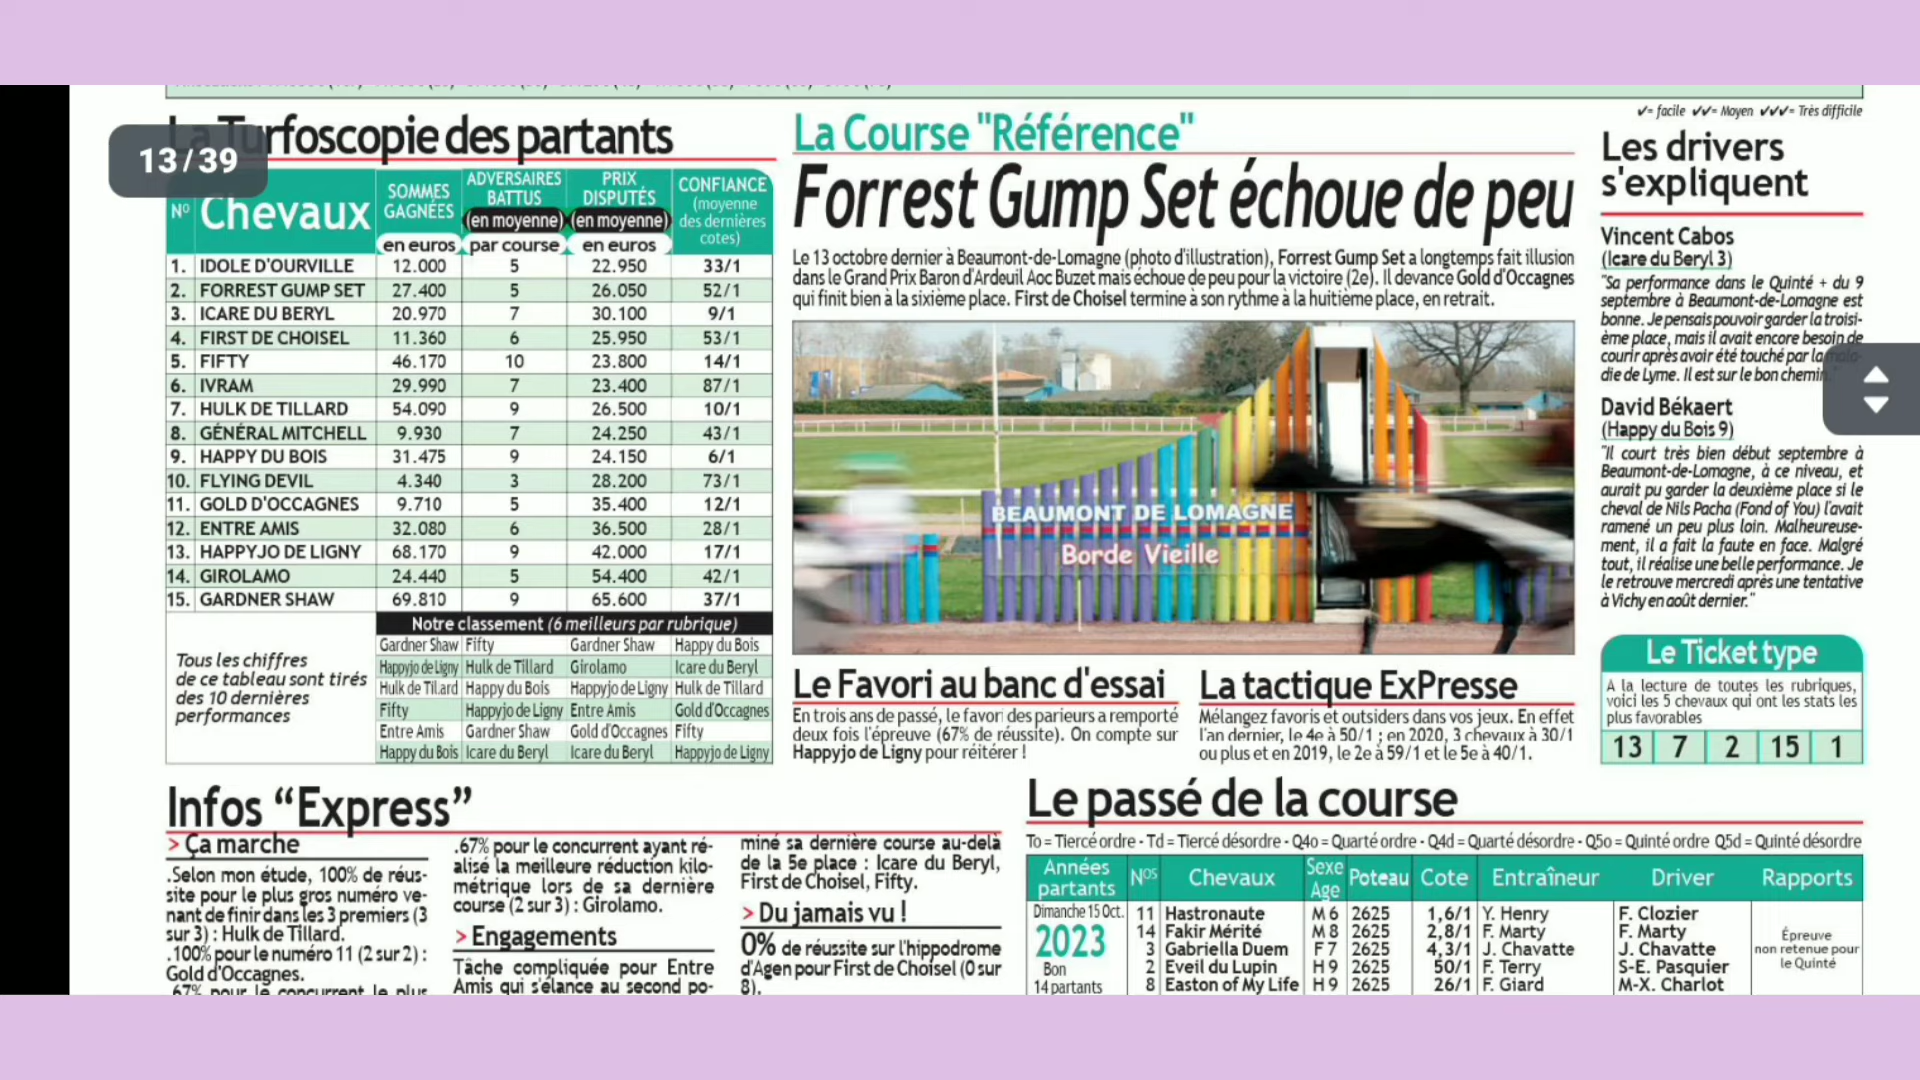 ✔= facile ✔✔= Moyen ✔✔✔= Très difficile
13/39
Turfoscopie des partants
N° Chevaux SOMMES GAGNÉES en euros ADVERSAIRES BATTUS (en moyenne) par course PRIX DISPUTÉS (en moyenne) en euros CONFIANCE (moyenne des dernières cotes)
1. IDOLE D'OURVILLE 12.000 5 22.950 33/1
2. FORREST GUMP SET 27.400 5 26.050 52/1
3. ICARE DU BERYL 20.970 7 30.100 9/1
4. FIRST DE CHOISEL 11.360 6 25.950 53/1
5. FIFTY 46.170 10 23.800 14/1
6. IVRAM 29.990 7 23.400 87/1
7. HULK DE TILLARD 54.090 9 26.500 10/1
8. GÉNÉRAL MITCHELL 9.930 7 24.250 43/1
9. HAPPY DU BOIS 31.475 9 24.150 6/1
10. FLYING DEVIL 4.340 3 28.200 73/1
11. GOLD D'OCCAGNES 9.710 5 35.400 12/1
12. ENTRE AMIS 32.080 6 36.500 28/1
13. HAPPYJO DE LIGNY 68.170 9 42.000 17/1
14. GIROLAMO 24.440 5 54.400 42/1
15. GARDNER SHAW 69.810 9 65.600 37/1
Tous les chiffres
de ce tableau sont tirés
des 10 dernières
performances
Notre classement (6 meilleurs par rubrique)
Gardner Shaw Fifty Gardner Shaw Happy du Bois
Happyjo de Ligny Hulk de Tillard Girolamo Icare du Beryl
Hulk de Tillard Happy du Bois Happyjo de Ligny Hulk de Tillard
Fifty Happyjo de Ligny Entre Amis Gold d'Occagnes
Entre Amis Gardner Shaw Gold d'Occagnes Fifty
Happy du Bois Icare du Beryl Icare du Beryl Happyjo de Ligny
La Course "Référence"
Forrest Gump Set échoue de peu
Le 13 octobre dernier à Beaumont-de-Lomagne (photo d'illustration), Forrest Gump Set a longtemps fait illusion
dans le Grand Prix Baron d'Ardeuil Aoc Buzet mais échoue de peu pour la victoire (2e). Il devance Gold d'Occagnes
qui finit bien à la sixième place. First de Choisel termine à son rythme à la huitième place, en retrait.
BEAUMONT DE LOMAGNE
Borde Vieille
Le Favori au banc d'essai
En trois ans de passé, le favori des parieurs a remporté
deux fois l'épreuve (67% de réussite). On compte sur
Happyjo de Ligny pour réitérer !
La tactique ExPresse
Mélangez favoris et outsiders dans vos jeux. En effet
l'an dernier, le 4e à 50/1 ; en 2020, 3 chevaux à 30/1
ou plus et en 2019, le 2e à 59/1 et le 5e à 40/1.
Les drivers
s'expliquent
Vincent Cabos
(Icare du Beryl 3)
"Sa performance dans le Quinté + du 9
septembre à Beaumont-de-Lomagne est
bonne. Je pensais pouvoir garder la troisi-
ème place, mais il avait encore besoin de
courir après avoir été touché par la mala-
die de Lyme. Il est sur le bon chemin."
David Békaert
(Happy du Bois 9)
"Il court très bien début septembre à
Beaumont-de-Lomagne, à ce niveau, et
aurait pu garder la deuxième place si le
cheval de Nils Pacha (Fond of You) l'avait
ramené un peu plus loin. Malheureuse-
ment, il a fait la faute en face. Malgré
tout, il réalise une belle performance. Je
le retrouve mercredi après une tentative
à Vichy en août dernier."
Le Ticket type
A la lecture de toutes les rubriques,
voici les 5 chevaux qui ont les stats les
plus favorables
13 7 2 15 1
Infos “Express”
> Ça marche
.Selon mon étude, 100% de réus-
site pour le plus gros numéro ve-
nant de finir dans les 3 premiers (3
sur 3) : Hulk de Tillard.
.100% pour le numéro 11 (2 sur 2) :
Gold d'Occagnes.
.67% pour le concurrent le plus
.67% pour le concurrent ayant ré-
alisé la meilleure réduction kilo-
métrique lors de sa dernière
course (2 sur 3) : Girolamo.
> Engagements
Tâche compliquée pour Entre
Amis qui s'élance au second po-
miné sa dernière course au-delà
de la 5e place : Icare du Beryl,
First de Choisel, Fifty.
> Du jamais vu !
0% de réussite sur l'hippodrome
d'Agen pour First de Choisel (0 sur
8).
Le passé de la course
To = Tiercé ordre - Td = Tiercé désordre - Q4o = Quarté ordre - Q4d = Quarté désordre - Q5o = Quinté ordre Q5d = Quinté désordre
Années partants Nos Chevaux Sexe Age Poteau Cote Entraîneur Driver Rapports
Dimanche 15 Oct.
2023
Bon
14 partants
11 Hastronaute M 6 2625 1,6/1 Y. Henry F. Clozier
14 Fakir Mérité M 8 2625 2,8/1 F. Marty F. Marty
3 Gabriella Duem F 7 2625 4,3/1 J. Chavatte J. Chavatte
2 Eveil du Lupin H 9 2625 50/1 F. Terry S-E. Pasquier
8 Easton of My Life H 9 2625 26/1 F. Giard M-X. Charlot
Épreuve
non retenue pour
le Quinté